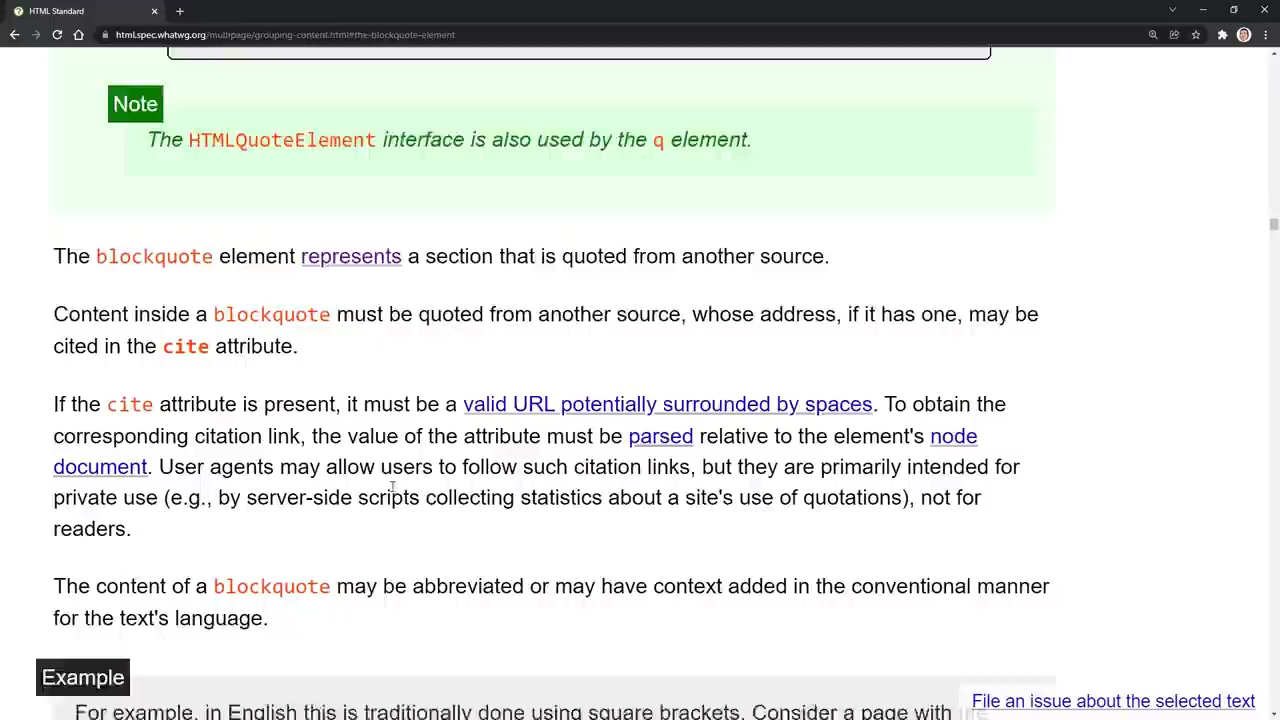 HTML Standard
html.spec.whatwg.org/multipage/grouping-content.html#the-blockquote-element
Note
The HTMLQuoteElement interface is also used by the q element.
The blockquote element represents a section that is quoted from another source.
Content inside a blockquote must be quoted from another source, whose address, if it has one, may be
cited in the cite attribute.
If the cite attribute is present, it must be a valid URL potentially surrounded by spaces. To obtain the
corresponding citation link, the value of the attribute must be parsed relative to the element's node
document. User agents may allow users to follow such citation links, but they are primarily intended for
private use (e.g., by server-side scripts collecting statistics about a site's use of quotations), not for
readers.
The content of a blockquote may be abbreviated or may have context added in the conventional manner
for the text's language.
Example
For example, in English this is traditionally done using square brackets. Consider a page with the
File an issue about the selected text